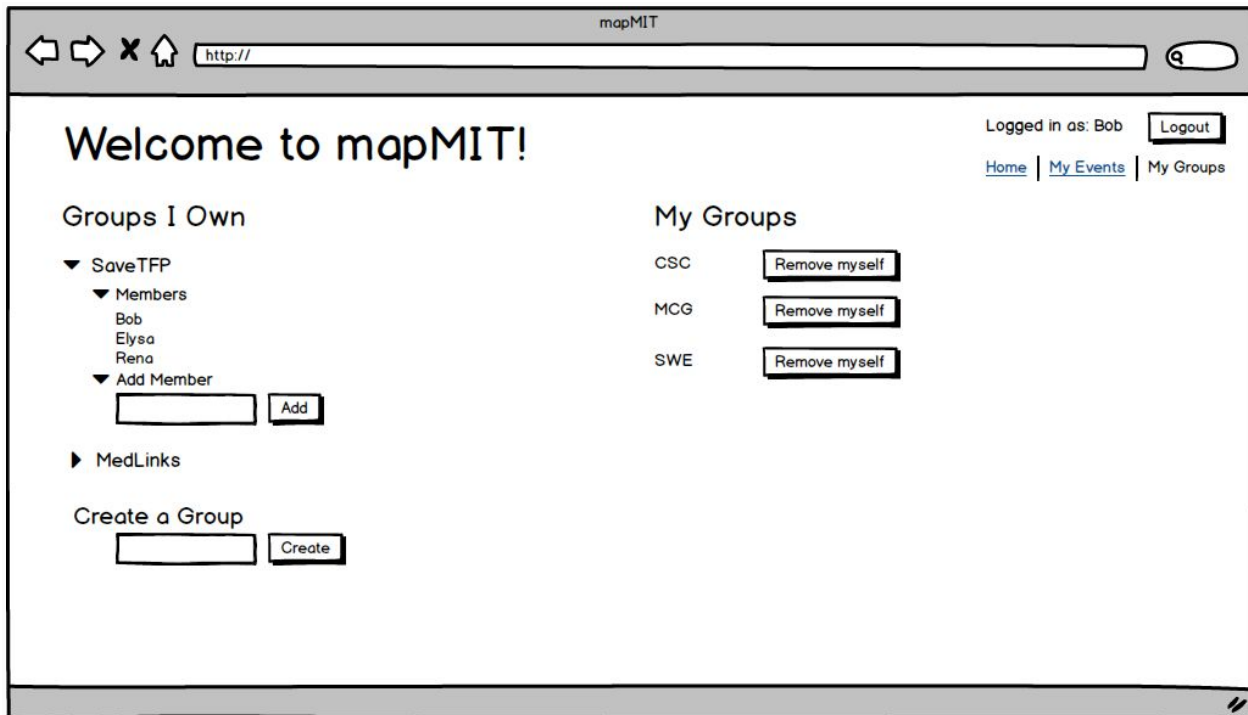 mapMIT
http://
Welcome to mapMIT!
Logged in as: Bob Logout
Home My Events My Groups
Groups I Own
SaveTFP
Members
Bob
Elysa
Rena
Add Member
Add
MedLinks
Create a Group
Create
My Groups
CSC Remove myself
MCG Remove myself
SWE Remove myself